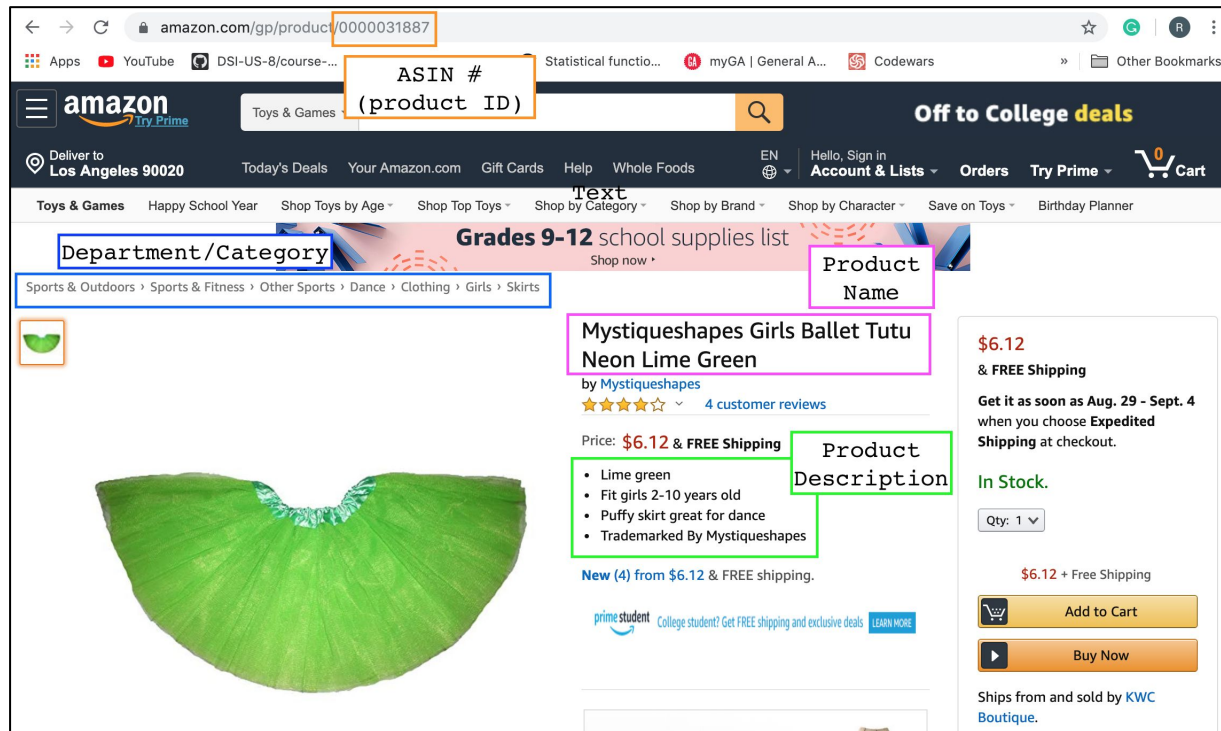 amazon.com/gp/product/0000031887
R
Apps YouTube DSI-US-8/course-... Statistical functio... GA myGA | General A... Codewars » Other Bookmarks
ASIN #
(product ID)
amazon
Try Prime
Toys & Games
Off to College deals
Deliver to
Los Angeles 90020
Today's Deals Your Amazon.com Gift Cards Help Whole Foods
EN
Hello, Sign in
Account & Lists Orders Try Prime 0 Cart
Text
Toys & Games Happy School Year Shop Toys by Age Shop Top Toys Shop by Category Shop by Brand Shop by Character Save on Toys Birthday Planner
Grades 9-12 school supplies list
Shop now
Department/Category
Product
Name
Sports & Outdoors › Sports & Fitness › Other Sports › Dance › Clothing › Girls › Skirts
Mystiqueshapes Girls Ballet Tutu
Neon Lime Green
by Mystiqueshapes
4 customer reviews
Price: $6.12 & FREE Shipping
Product
Description
• Lime green
• Fit girls 2-10 years old
• Puffy skirt great for dance
• Trademarked By Mystiqueshapes
New (4) from $6.12 & FREE shipping.
prime student College student? Get FREE shipping and exclusive deals LEARN MORE
$6.12
& FREE Shipping
Get it as soon as Aug. 29 - Sept. 4
when you choose Expedited
Shipping at checkout.
In Stock.
Qty: 1
$6.12 + Free Shipping
Add to Cart
Buy Now
Ships from and sold by KWC
Boutique.